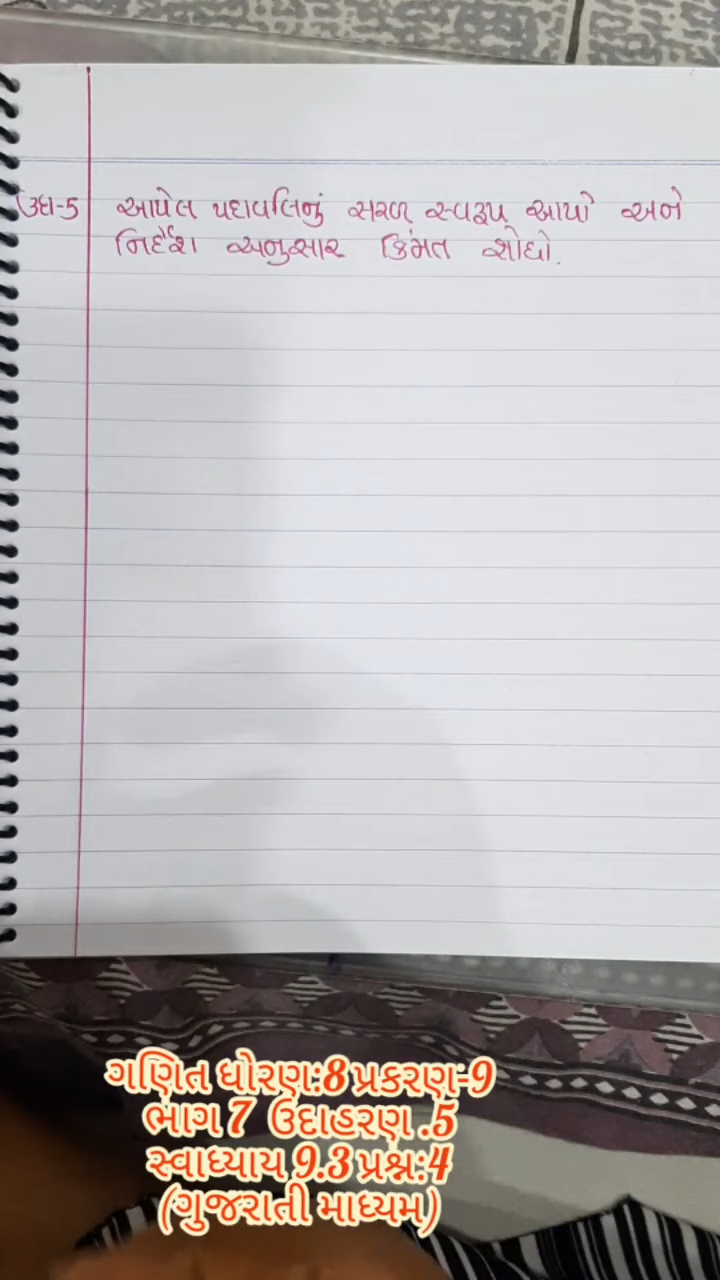 ઉદા-5 આપેલ પદાવલિનું સરળ સ્વરૂપ આપો અને
નિર્દેશ અનુસાર કિંમત શોધો.
ગણિત ધોરણ:8 પ્રકરણ-9
ભાગ 7 ઉદાહરણ .5
સ્વાધ્યાય 9.3 પ્રશ્ન:4
(ગુજરાતી માધ્યમ)